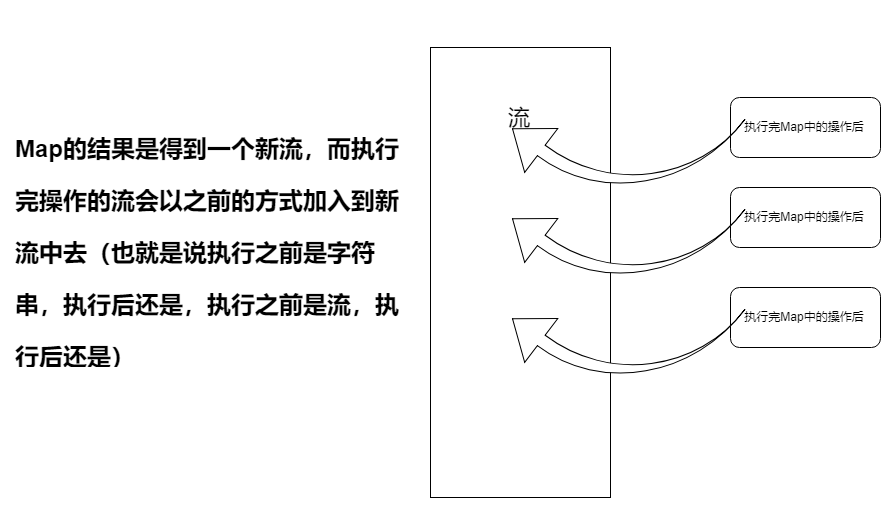 Map的结果是得到一个新流，而执行
完操作的流会以之前的方式加入到新
流中去（也就是说执行之前是字符
串，执行后还是，执行之前是流，执
行后还是）
流
执行完Map中的操作后
执行完Map中的操作后
执行完Map中的操作后